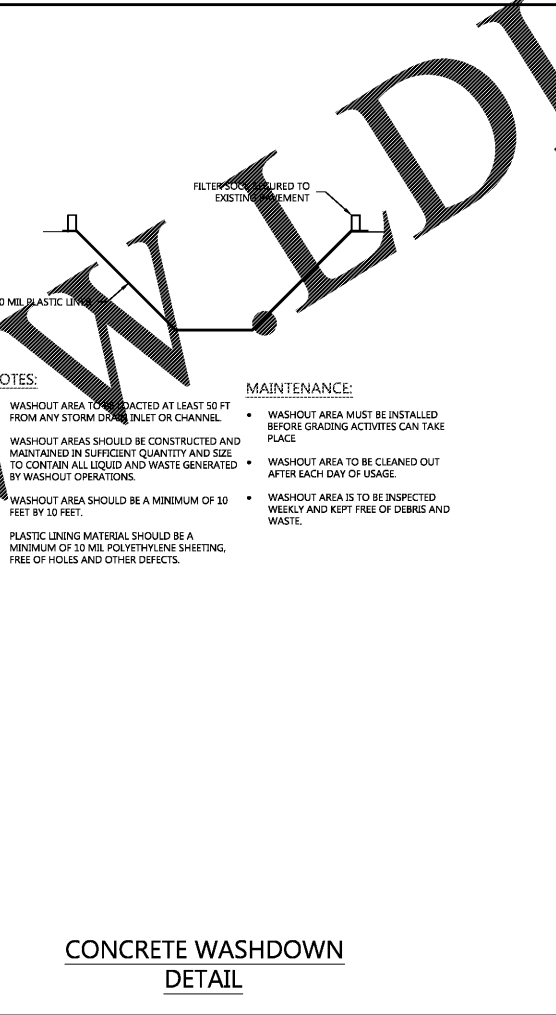 FILTER SOCK SECURED TO
EXISTING PAVEMENT
0 MIL PLASTIC LINER
OTES:
WASHOUT AREA TO BE LOACTED AT LEAST 50 FT
FROM ANY STORM DRAIN INLET OR CHANNEL.
WASHOUT AREAS SHOULD BE CONSTRUCTED AND
MAINTAINED IN SUFFICIENT QUANTITY AND SIZE
TO CONTAIN ALL LIQUID AND WASTE GENERATED
BY WASHOUT OPERATIONS.
WASHOUT AREA SHOULD BE A MINIMUM OF 10
FEET BY 10 FEET.
PLASTIC LINING MATERIAL SHOULD BE A
MINIMUM OF 10 MIL POLYETHYLENE SHEETING,
FREE OF HOLES AND OTHER DEFECTS.
MAINTENANCE:
• WASHOUT AREA MUST BE INSTALLED
BEFORE GRADING ACTIVITES CAN TAKE
PLACE
• WASHOUT AREA TO BE CLEANED OUT
AFTER EACH DAY OF USAGE.
• WASHOUT AREA IS TO BE INSPECTED
WEEKLY AND KEPT FREE OF DEBRIS AND
WASTE.
CONCRETE WASHDOWN
DETAIL